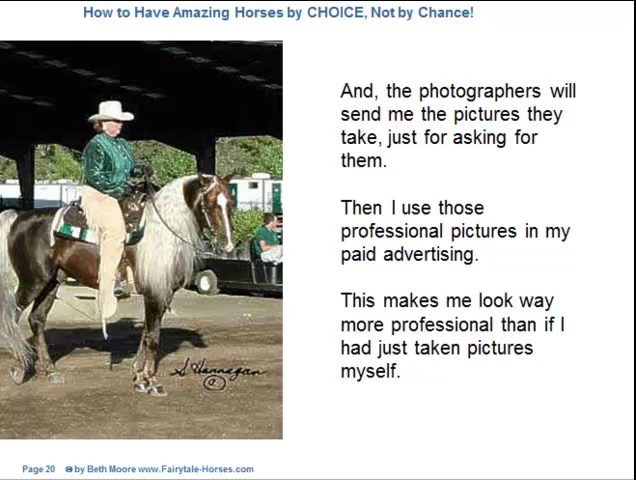 How to Have Amazing Horses by CHOICE, Not by Chance!
And, the photographers will
send me the pictures they
take, just for asking for
them.
Then I use those
professional pictures in my
paid advertising.
This makes me look way
more professional than if I
had just taken pictures
myself.
S Hannagan
©
Page 20 © by Beth Moore www.Fairytale-Horses.com